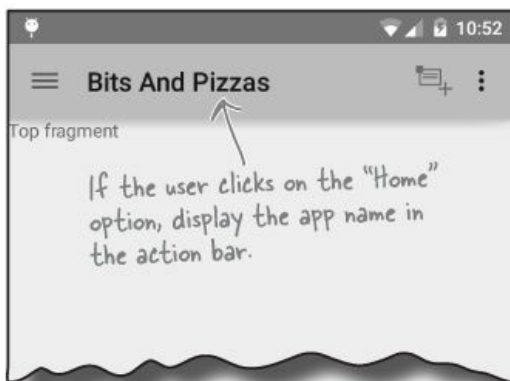 10:52
Bits And Pizzas
Top fragment
If the user clicks on the "Home"
option, display the app name in
the action bar.